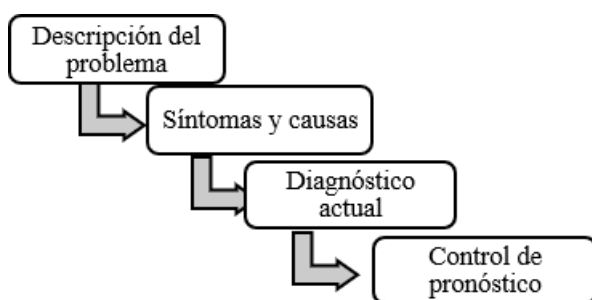 Descripción del
problema
Síntomas y causas
Diagnóstico
actual
Control de
pronóstico